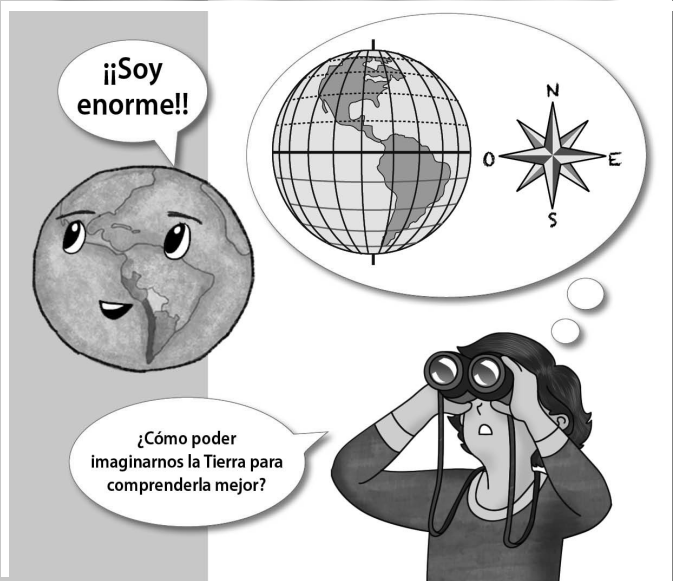 ¡¡Soy
enorme!!
N
O
E
S
¿Cómo poder
imaginarnos la Tierra para
comprenderla mejor?